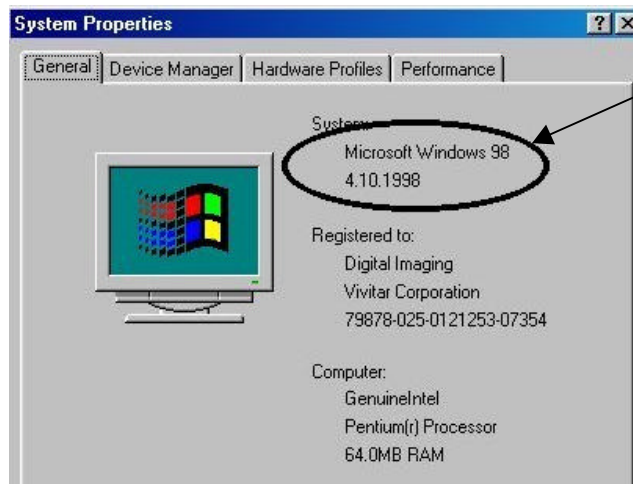 System Properties
General Device Manager Hardware Profiles Performance
System:
Microsoft Windows 98
4.10.1998
Registered to:
Digital Imaging
Vivitar Corporation
79878-025-0121253-07354
Computer:
GenuineIntel
Pentium(r) Processor
64.0MB RAM